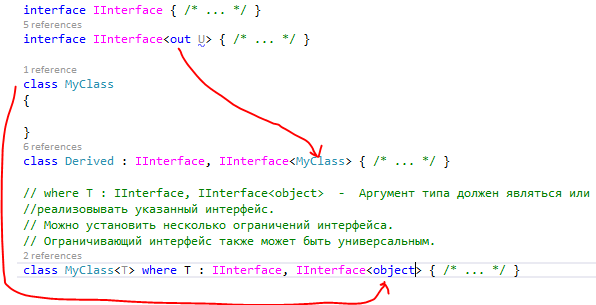 interface IInterface { /* ... */ }
5 references
interface IInterface<out U> { /* ... */ }
1 reference
class MyClass
{
}
6 references
class Derived : IInterface, IInterface<MyClass> { /* ... */ }
// where T : IInterface, IInterface<object>  -  Аргумент типа должен являться или
//реализовывать указанный интерфейс.
// Можно установить несколько ограничений интерфейса.
// Ограничивающий интерфейс также может быть универсальным.
2 references
class MyClass<T> where T : IInterface, IInterface<object> { /* ... */ }